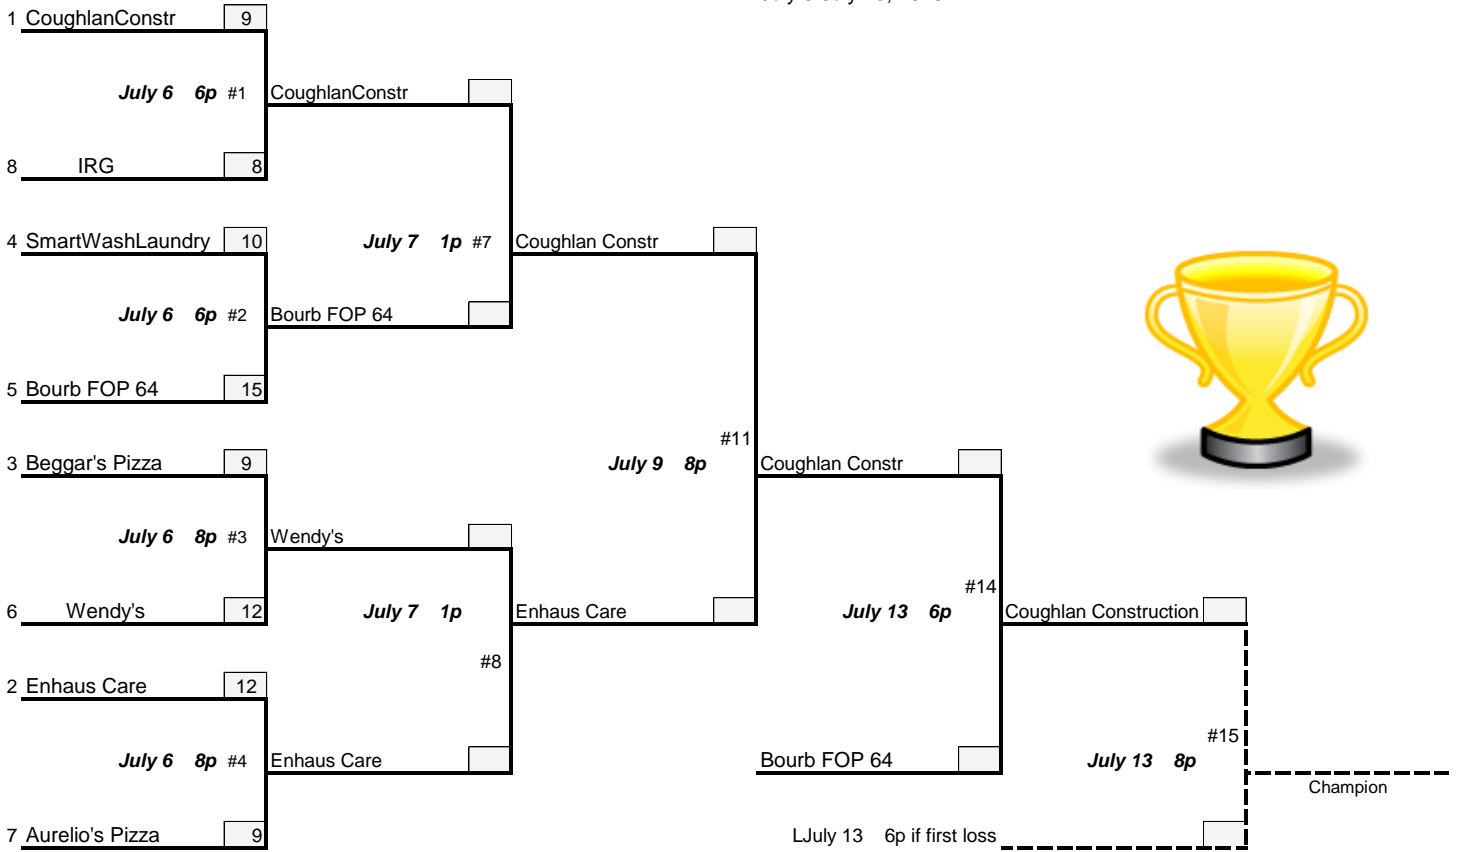 1 CoughlanConstr 9
July 6 6p #1 CoughlanConstr
8 IRG 8
4 SmartWashLaundry 10 July 7 1p #7 Coughlan Constr
July 6 6p #2 Bourb FOP 64
5 Bourb FOP 64 15
#11
3 Beggar's Pizza 9 July 9 8p Coughlan Constr
July 6 8p #3 Wendy's
#14
6 Wendy's 12 July 7 1p Enhaus Care July 13 6p Coughlan Construction
#8
2 Enhaus Care 12
#15
July 6 8p #4 Enhaus Care Bourb FOP 64 July 13 8p
Champion
7 Aurelio's Pizza 9 LJuly 13 6p if first loss